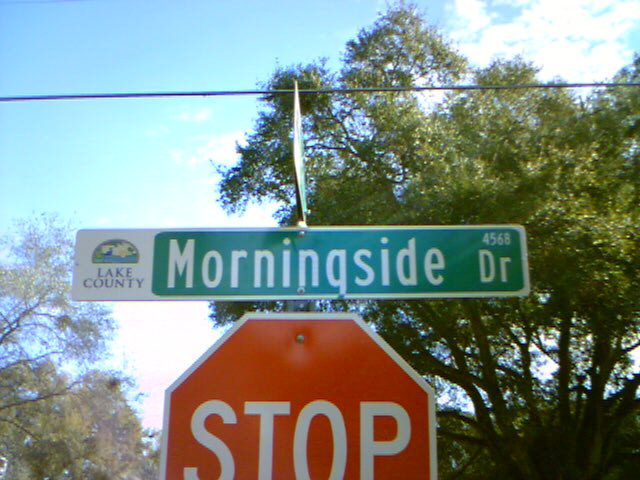 4568
LAKE
COUNTY
Morningside Dr
STOP